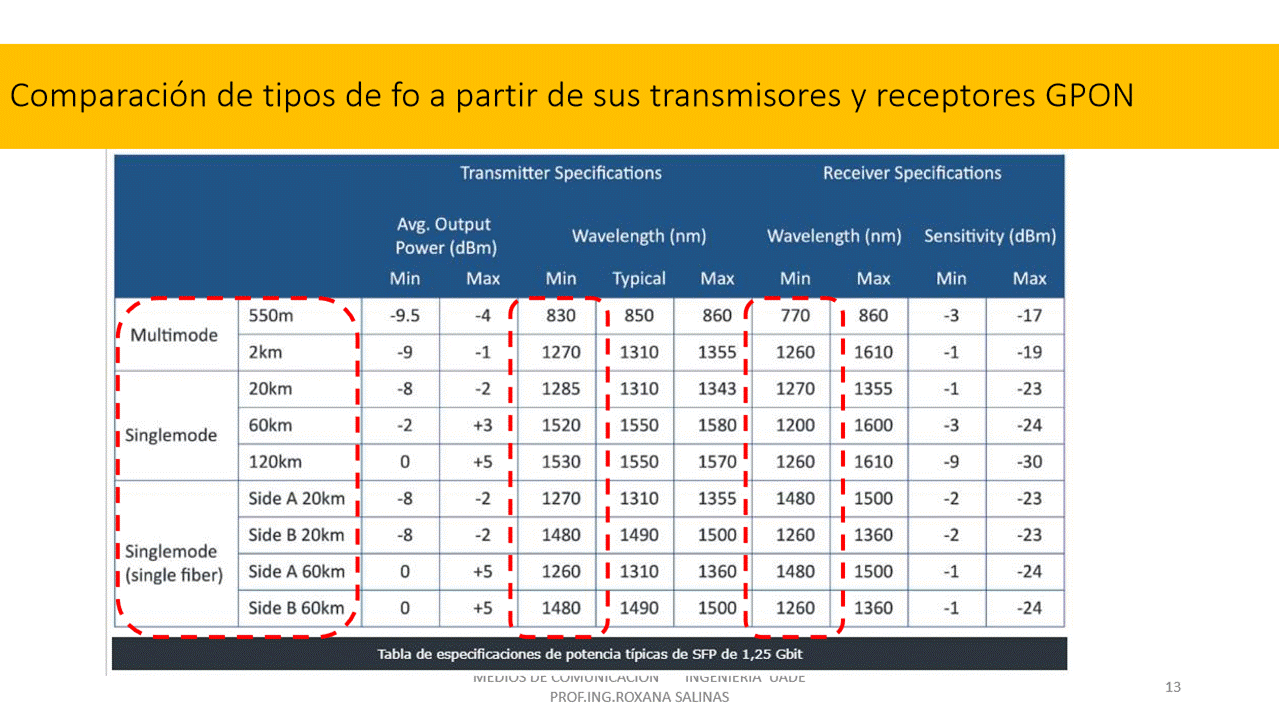 Comparación de tipos de fo a partir de sus transmisores y receptores GPON
Transmitter Specifications Receiver Specifications
Avg. Output
Power (dBm) Wavelength (nm) Wavelength (nm) Sensitivity (dBm)
Min Max Min Typical Max Min Max Min Max
Multimode 550m -9.5 -4 830 850 860 770 860 -3 -17
2km -9 -1 1270 1310 1355 1260 1610 -1 -19
Singlemode 20km -8 -2 1285 1310 1343 1270 1355 -1 -23
60km -2 +3 1520 1550 1580 1200 1600 -3 -24
120km 0 +5 1530 1550 1570 1260 1610 -9 -30
Singlemode
(single fiber) Side A 20km -8 -2 1270 1310 1355 1480 1500 -2 -23
Side B 20km -8 -2 1480 1490 1500 1260 1360 -2 -23
Side A 60km 0 +5 1260 1310 1360 1480 1500 -1 -24
Side B 60km 0 +5 1480 1490 1500 1260 1360 -1 -24
Tabla de especificaciones de potencia típicas de SFP de 1,25 Gbit
MEDIOS DE COMUNICACIÓN INGENIERIA UADE
PROF.ING.ROXANA SALINAS
13